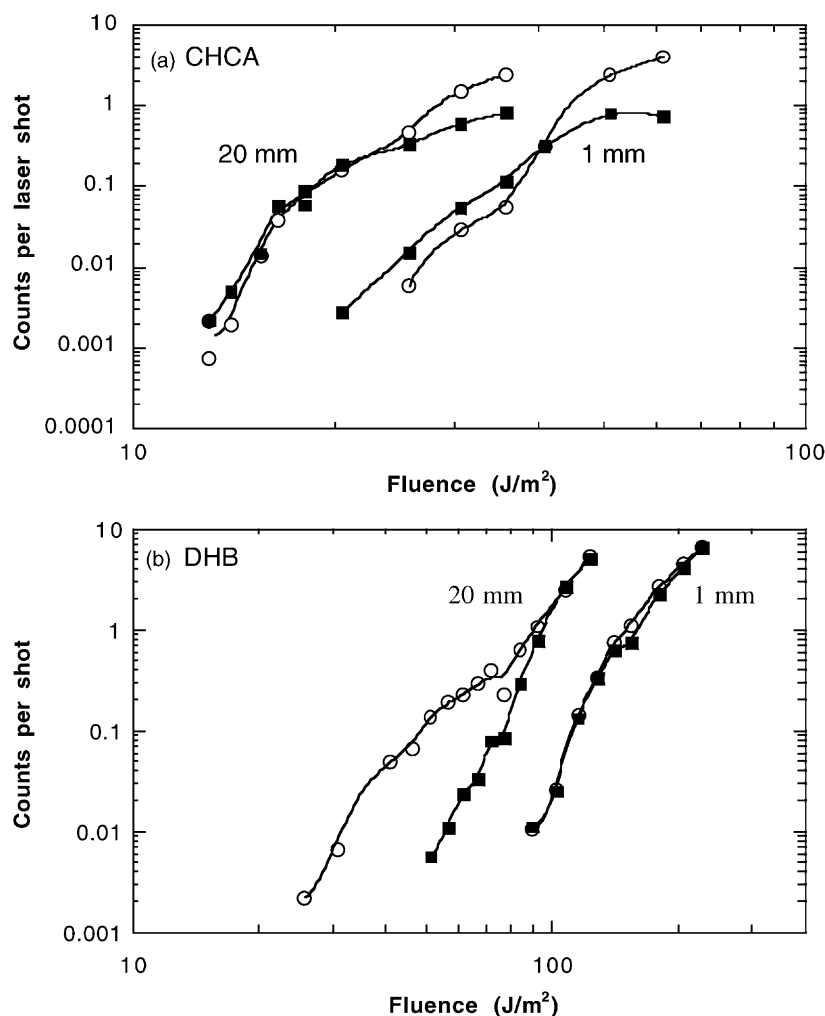 (a) CHCA
10
1
0.1
0.01
0.001
0.0001
Counts per laser shot
20 mm
1 mm
10
100
Fluence (J/m²)
(b) DHB
10
1
0.1
0.01
0.001
Counts per shot
20 mm
1 mm
10
100
Fluence (J/m²)